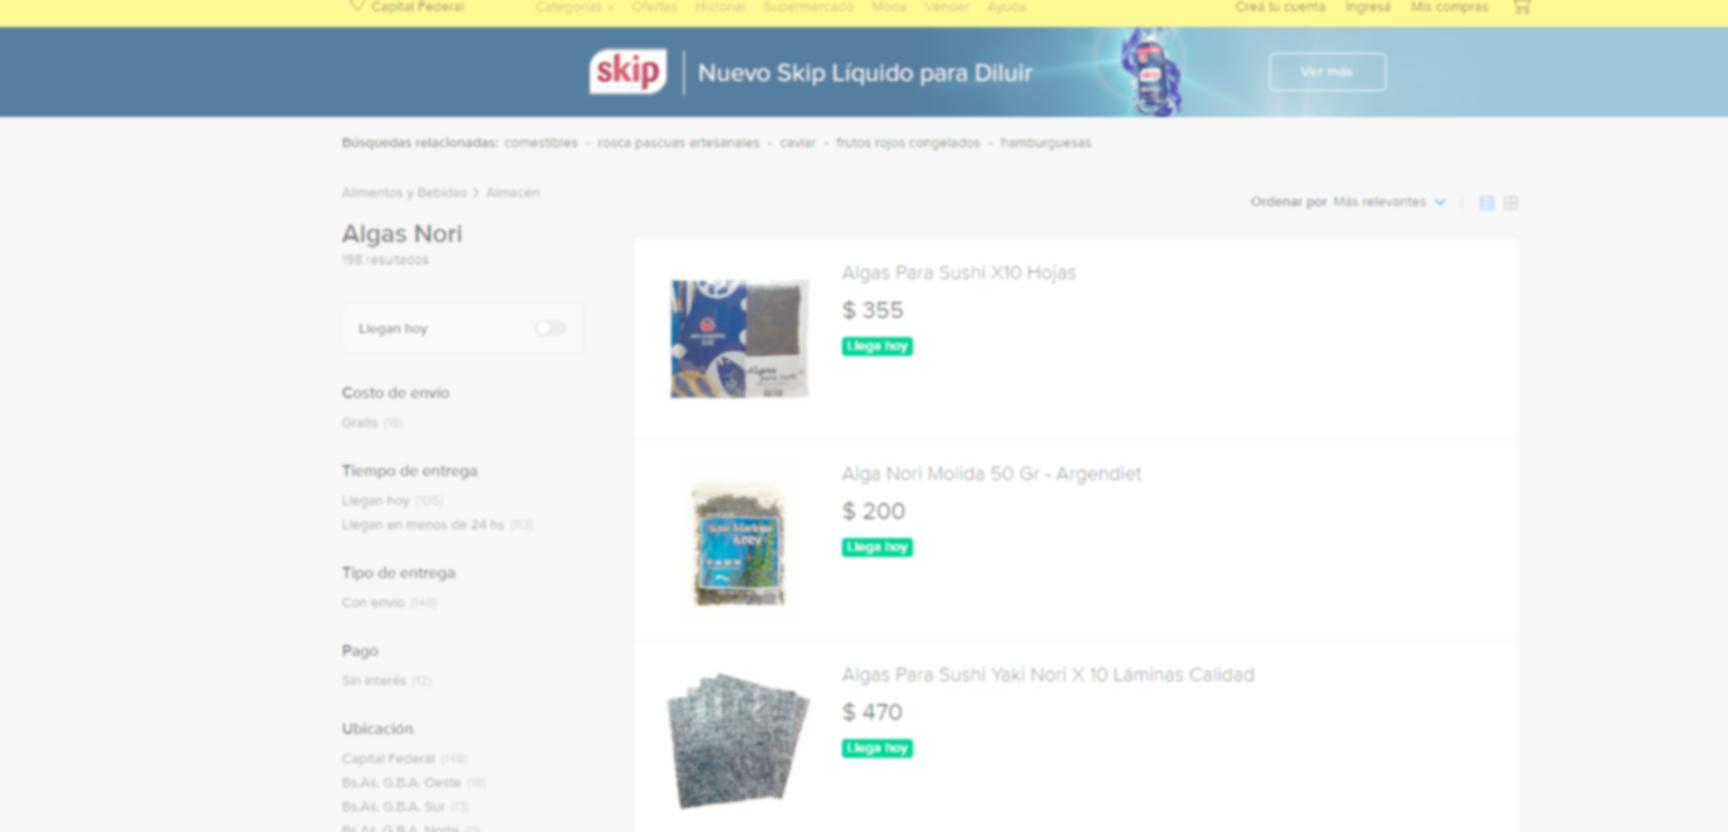 Capital Federal
Categorías Ofertas Historial Supermercado Moda Vender Ayuda
Creá tu cuenta Ingresá Mis compras
skip Nuevo Skip Líquido para Diluir
Ver más
Búsquedas relacionadas: comestibles - rosca pascuas artesanales - caviar - frutos rojos congelados - hamburguesas
Alimentos y Bebidas > Almacén
Ordenar por Más relevantes
Algas Nori
198 resultados
Llegan hoy
Costo de envío
Gratis (18)
Tiempo de entrega
Llegan hoy (105)
Llegan en menos de 24 hs (113)
Tipo de entrega
Con envío (148)
Pago
Sin interés (12)
Ubicación
Capital Federal (148)
Bs.As. G.B.A. Oeste (18)
Bs.As. G.B.A. Sur (13)
Bs.As. G.B.A. Norte
Algas Para Sushi X10 Hojas
$ 355
Llega hoy
Alga Nori Molida 50 Gr - Argendiet
$ 200
Llega hoy
Algas Para Sushi Yaki Nori X 10 Láminas Calidad
$ 470
Llega hoy